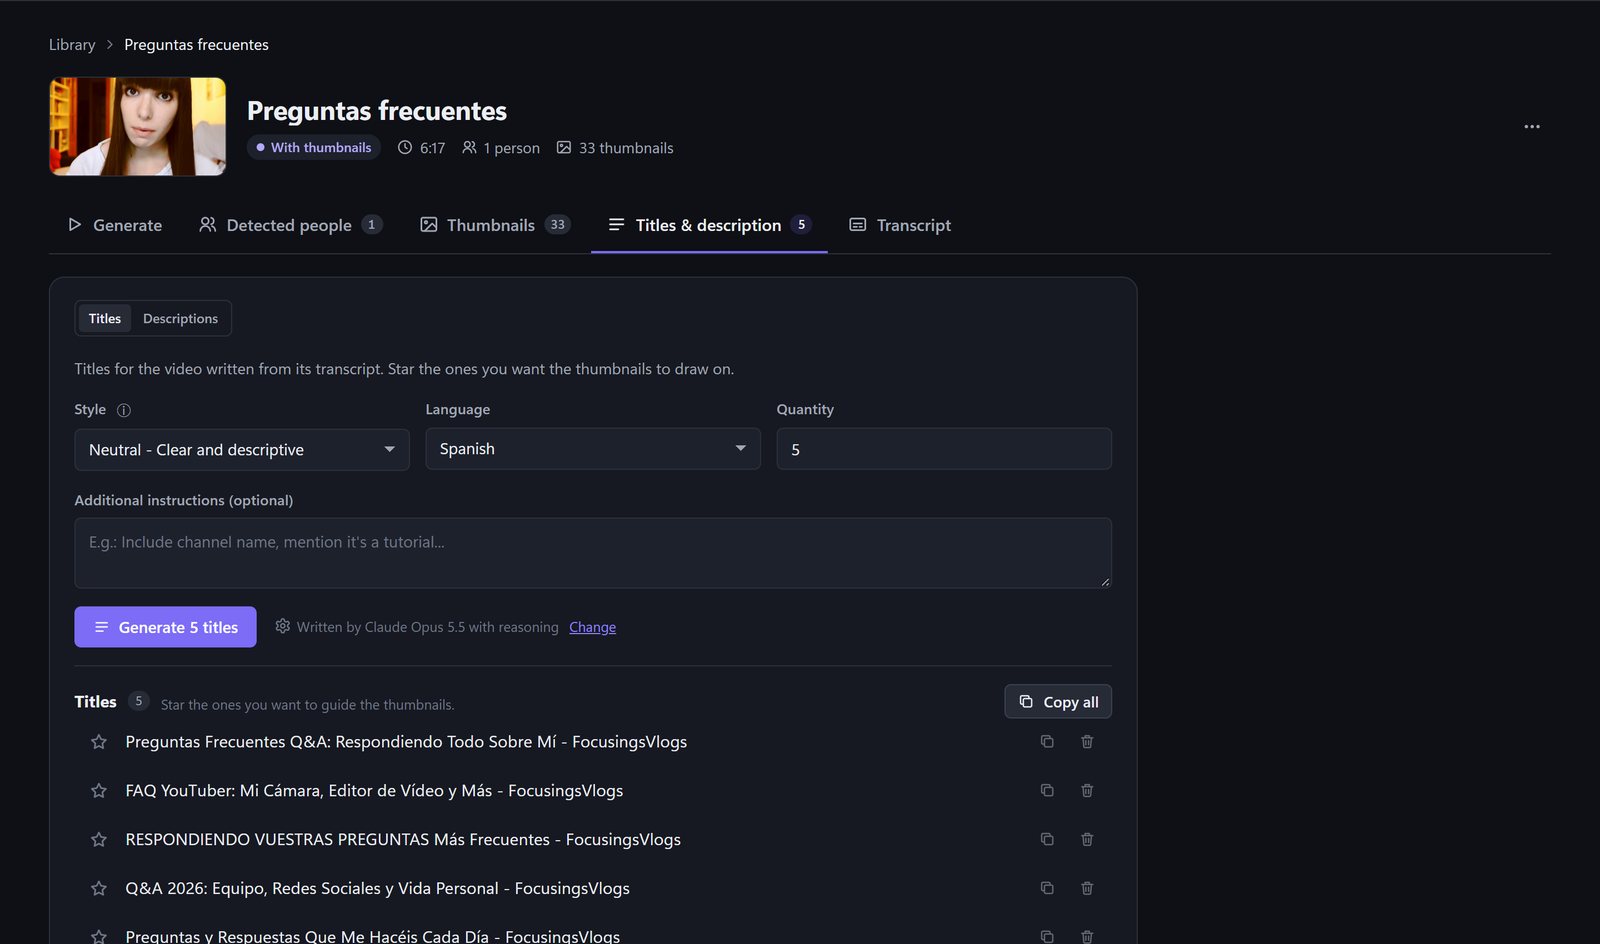 Library > Preguntas frecuentes
Preguntas frecuentes
With thumbnails 6:17 1 person 33 thumbnails
Generate Detected people 1 Thumbnails 33 Titles & description 5 Transcript
Titles Descriptions
Titles for the video written from its transcript. Star the ones you want the thumbnails to draw on.
Style Language Quantity
Neutral - Clear and descriptive Spanish 5
Additional instructions (optional)
E.g.: Include channel name, mention it's a tutorial...
Generate 5 titles Written by Claude Opus 5.5 with reasoning Change
Titles 5 Star the ones you want to guide the thumbnails. Copy all
Preguntas Frecuentes Q&A: Respondiendo Todo Sobre Mí - FocusingsVlogs
FAQ YouTuber: Mi Cámara, Editor de Vídeo y Más - FocusingsVlogs
RESPONDIENDO VUESTRAS PREGUNTAS Más Frecuentes - FocusingsVlogs
Q&A 2026: Equipo, Redes Sociales y Vida Personal - FocusingsVlogs
Preguntas y Respuestas Que Me Hacéis Cada Día - FocusingsVlogs